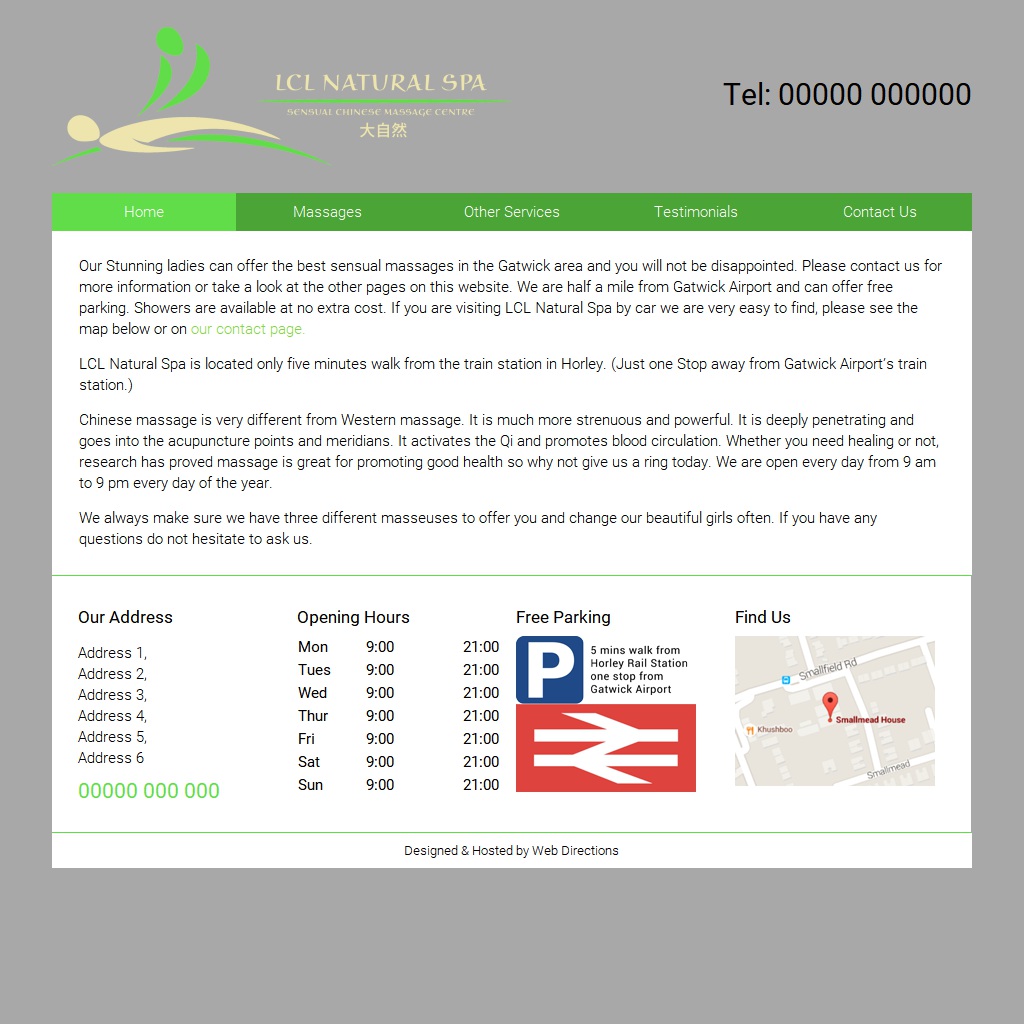 LCL NATURAL SPA
SENSUAL CHINESE MASSAGE CENTRE
大自然
Tel: 00000 000000
Home Massages Other Services Testimonials Contact Us
Our Stunning ladies can offer the best sensual massages in the Gatwick area and you will not be disappointed. Please contact us for
more information or take a look at the other pages on this website. We are half a mile from Gatwick Airport and can offer free
parking. Showers are available at no extra cost. If you are visiting LCL Natural Spa by car we are very easy to find, please see the
map below or on our contact page.
LCL Natural Spa is located only five minutes walk from the train station in Horley. (Just one Stop away from Gatwick Airport's train
station.)
Chinese massage is very different from Western massage. It is much more strenuous and powerful. It is deeply penetrating and
goes into the acupuncture points and meridians. It activates the Qi and promotes blood circulation. Whether you need healing or not,
research has proved massage is great for promoting good health so why not give us a ring today. We are open every day from 9 am
to 9 pm every day of the year.
We always make sure we have three different masseuses to offer you and change our beautiful girls often. If you have any
questions do not hesitate to ask us.
Our Address
Address 1,
Address 2,
Address 3,
Address 4,
Address 5,
Address 6
00000 000 000
Opening Hours
Mon 9:00 21:00
Tues 9:00 21:00
Wed 9:00 21:00
Thur 9:00 21:00
Fri 9:00 21:00
Sat 9:00 21:00
Sun 9:00 21:00
Free Parking
P
5 mins walk from
Horley Rail Station
one stop from
Gatwick Airport
Find Us
Smallfield Rd
Smallmead House
Khushboo
Smallmead
Designed & Hosted by Web Directions